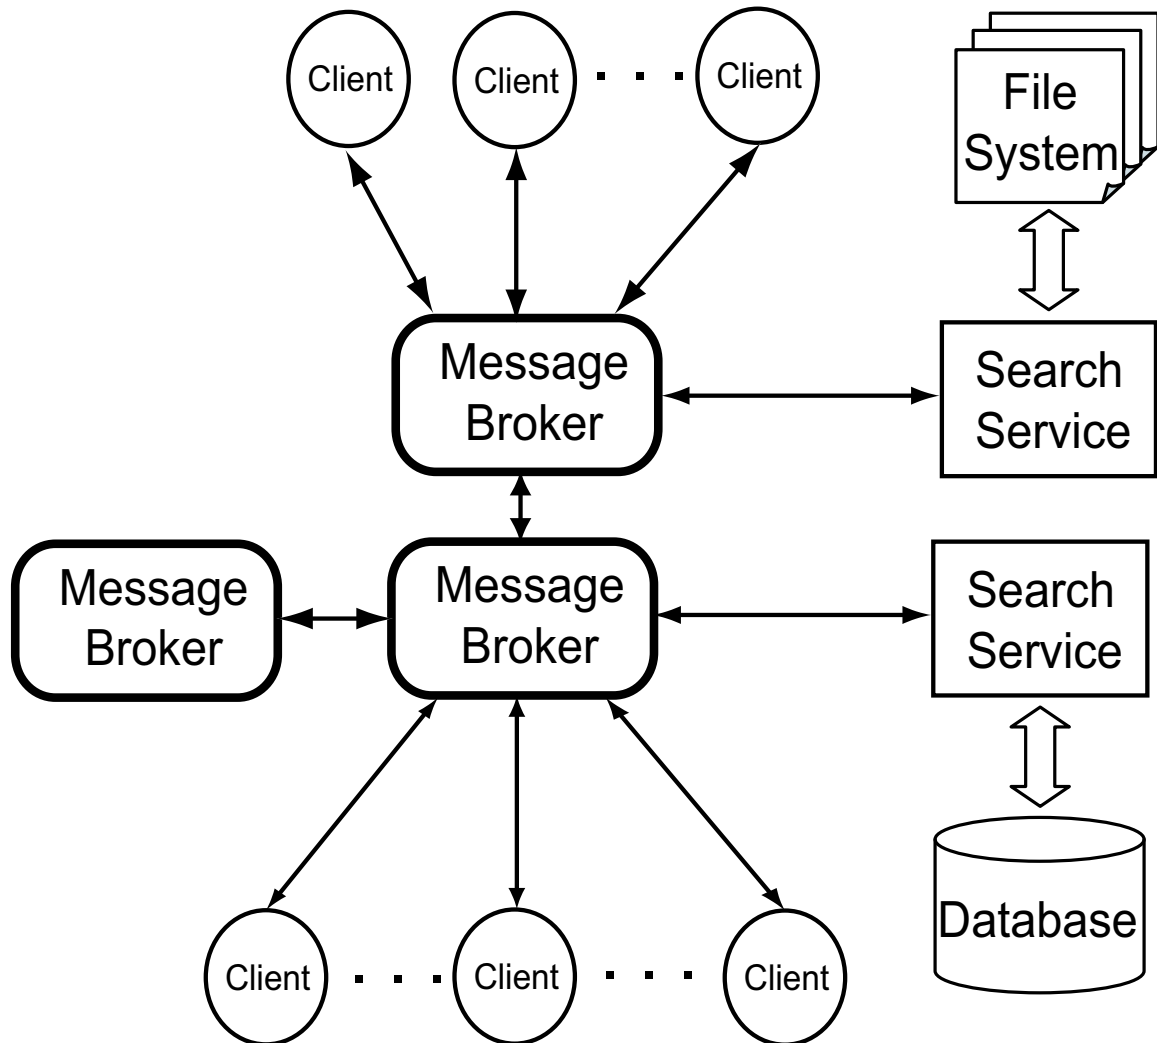 Client
Client
Client
File
System
Message
Broker
Search
Service
Message
Broker
Message
Broker
Search
Service
Client
Client
Client
Database